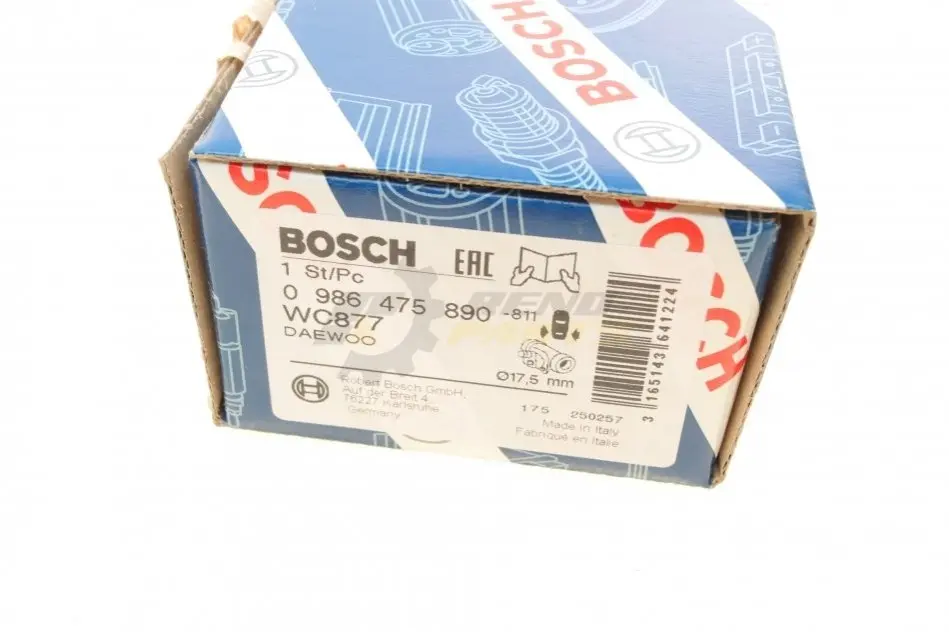 BOSCH
BOSCH
EAC
1 St/Pc
0 986 475 890 -811
WC877
DAEWOO
Ø17,5 mm
Robert Bosch GmbH,
Auf der Breit 4,
76227 Karlsruhe
Germany
175 250257
Made in Italy
Fabriqué en Italie
3 165143 641224
SCH